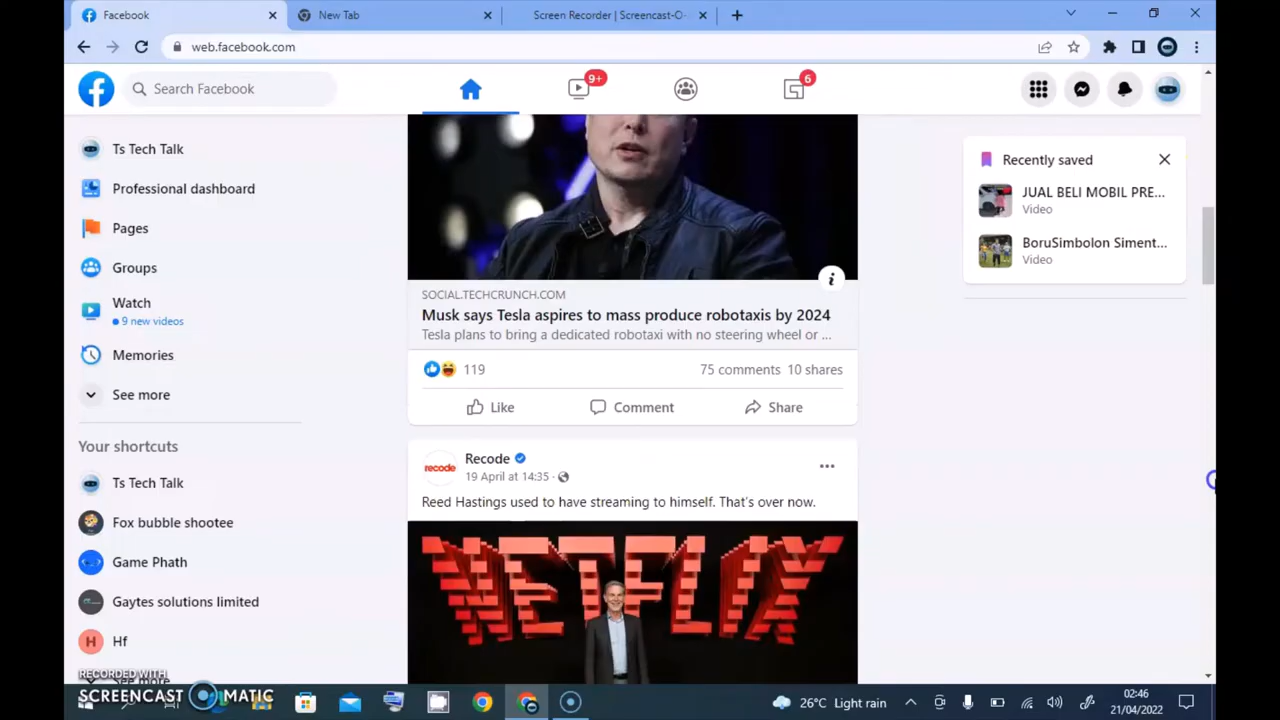 Facebook
New Tab
Screen Recorder | Screencast-O-
web.facebook.com
Search Facebook
9+
6
Ts Tech Talk
Professional dashboard
Pages
Groups
Watch
9 new videos
Memories
See more
Your shortcuts
Ts Tech Talk
Fox bubble shootee
Game Phath
Gaytes solutions limited
H Hf
See more
SOCIAL.TECHCRUNCH.COM
Musk says Tesla aspires to mass produce robotaxis by 2024
Tesla plans to bring a dedicated robotaxi with no steering wheel or ...
119
75 comments 10 shares
Like Comment Share
recode
Recode
19 April at 14:35 ·
Reed Hastings used to have streaming to himself. That's over now.
NETFLIX
Recently saved
JUAL BELI MOBIL PRE...
Video
BoruSimbolon Siment...
Video
RECORDED WITH
SCREENCAST MATIC
26°C Light rain
02:46
21/04/2022